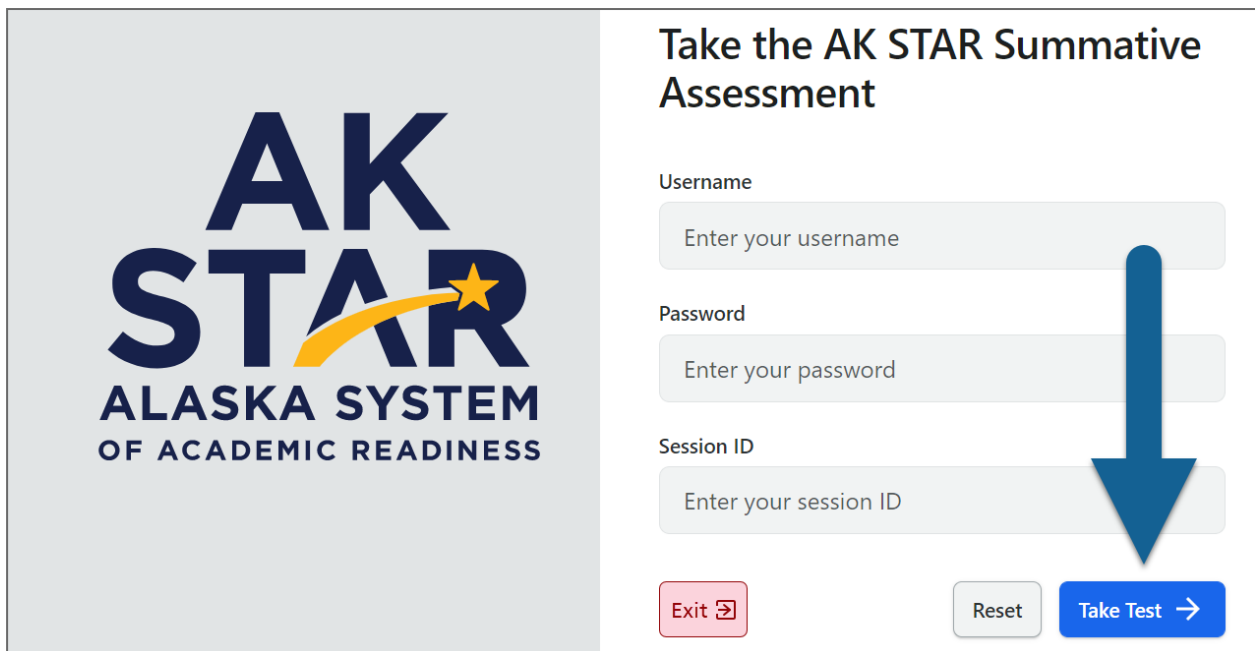 AK
STAR
ALASKA SYSTEM
OF ACADEMIC READINESS
Take the AK STAR Summative
Assessment
Username
Enter your username
Password
Enter your password
Session ID
Enter your session ID
Exit
Reset
Take Test